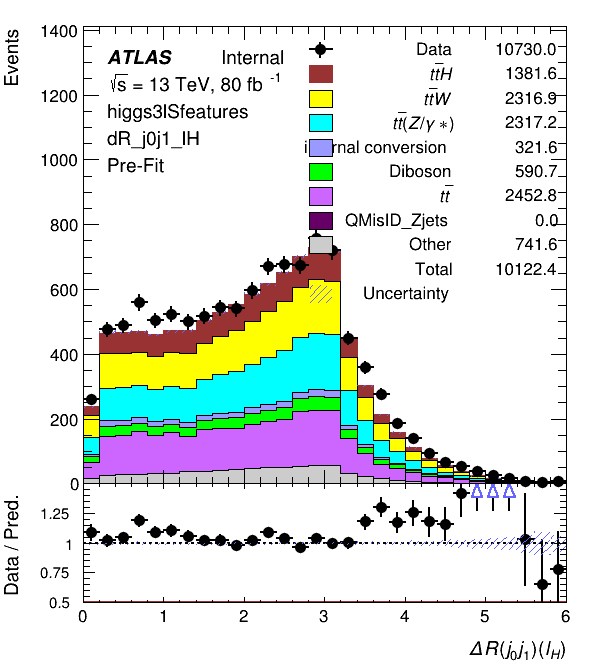 Events
1400
1200
1000
800
600
400
200
0
ATLAS Internal
√s = 13 TeV, 80 fb⁻¹
higgs3lSfeatures
dR_j0j1_lH
Pre-Fit
Data 10730.0
tt̅H 1381.6
tt̅W 2316.9
tt̅(Z/γ*) 2317.2
rnal conversion 321.6
Diboson 590.7
tt̅ 2452.8
QMisID_Zjets 0.0
Other 741.6
Total 10122.4
Uncertainty
Data / Pred.
1.25
1
0.75
0.5
0 1 2 3 4 5 6
ΔR(j₀j₁)(l_H)